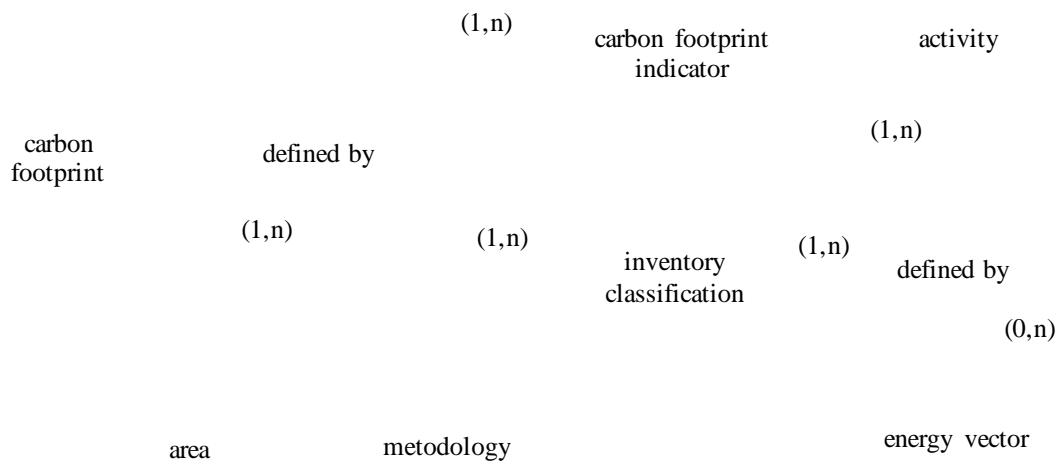 (1,n)
carbon footprint
indicator
activity
(1,n)
carbon
footprint
defined by
(1,n)
(1,n)
inventory
classification
(1,n)
defined by
(0,n)
area
metodology
energy vector